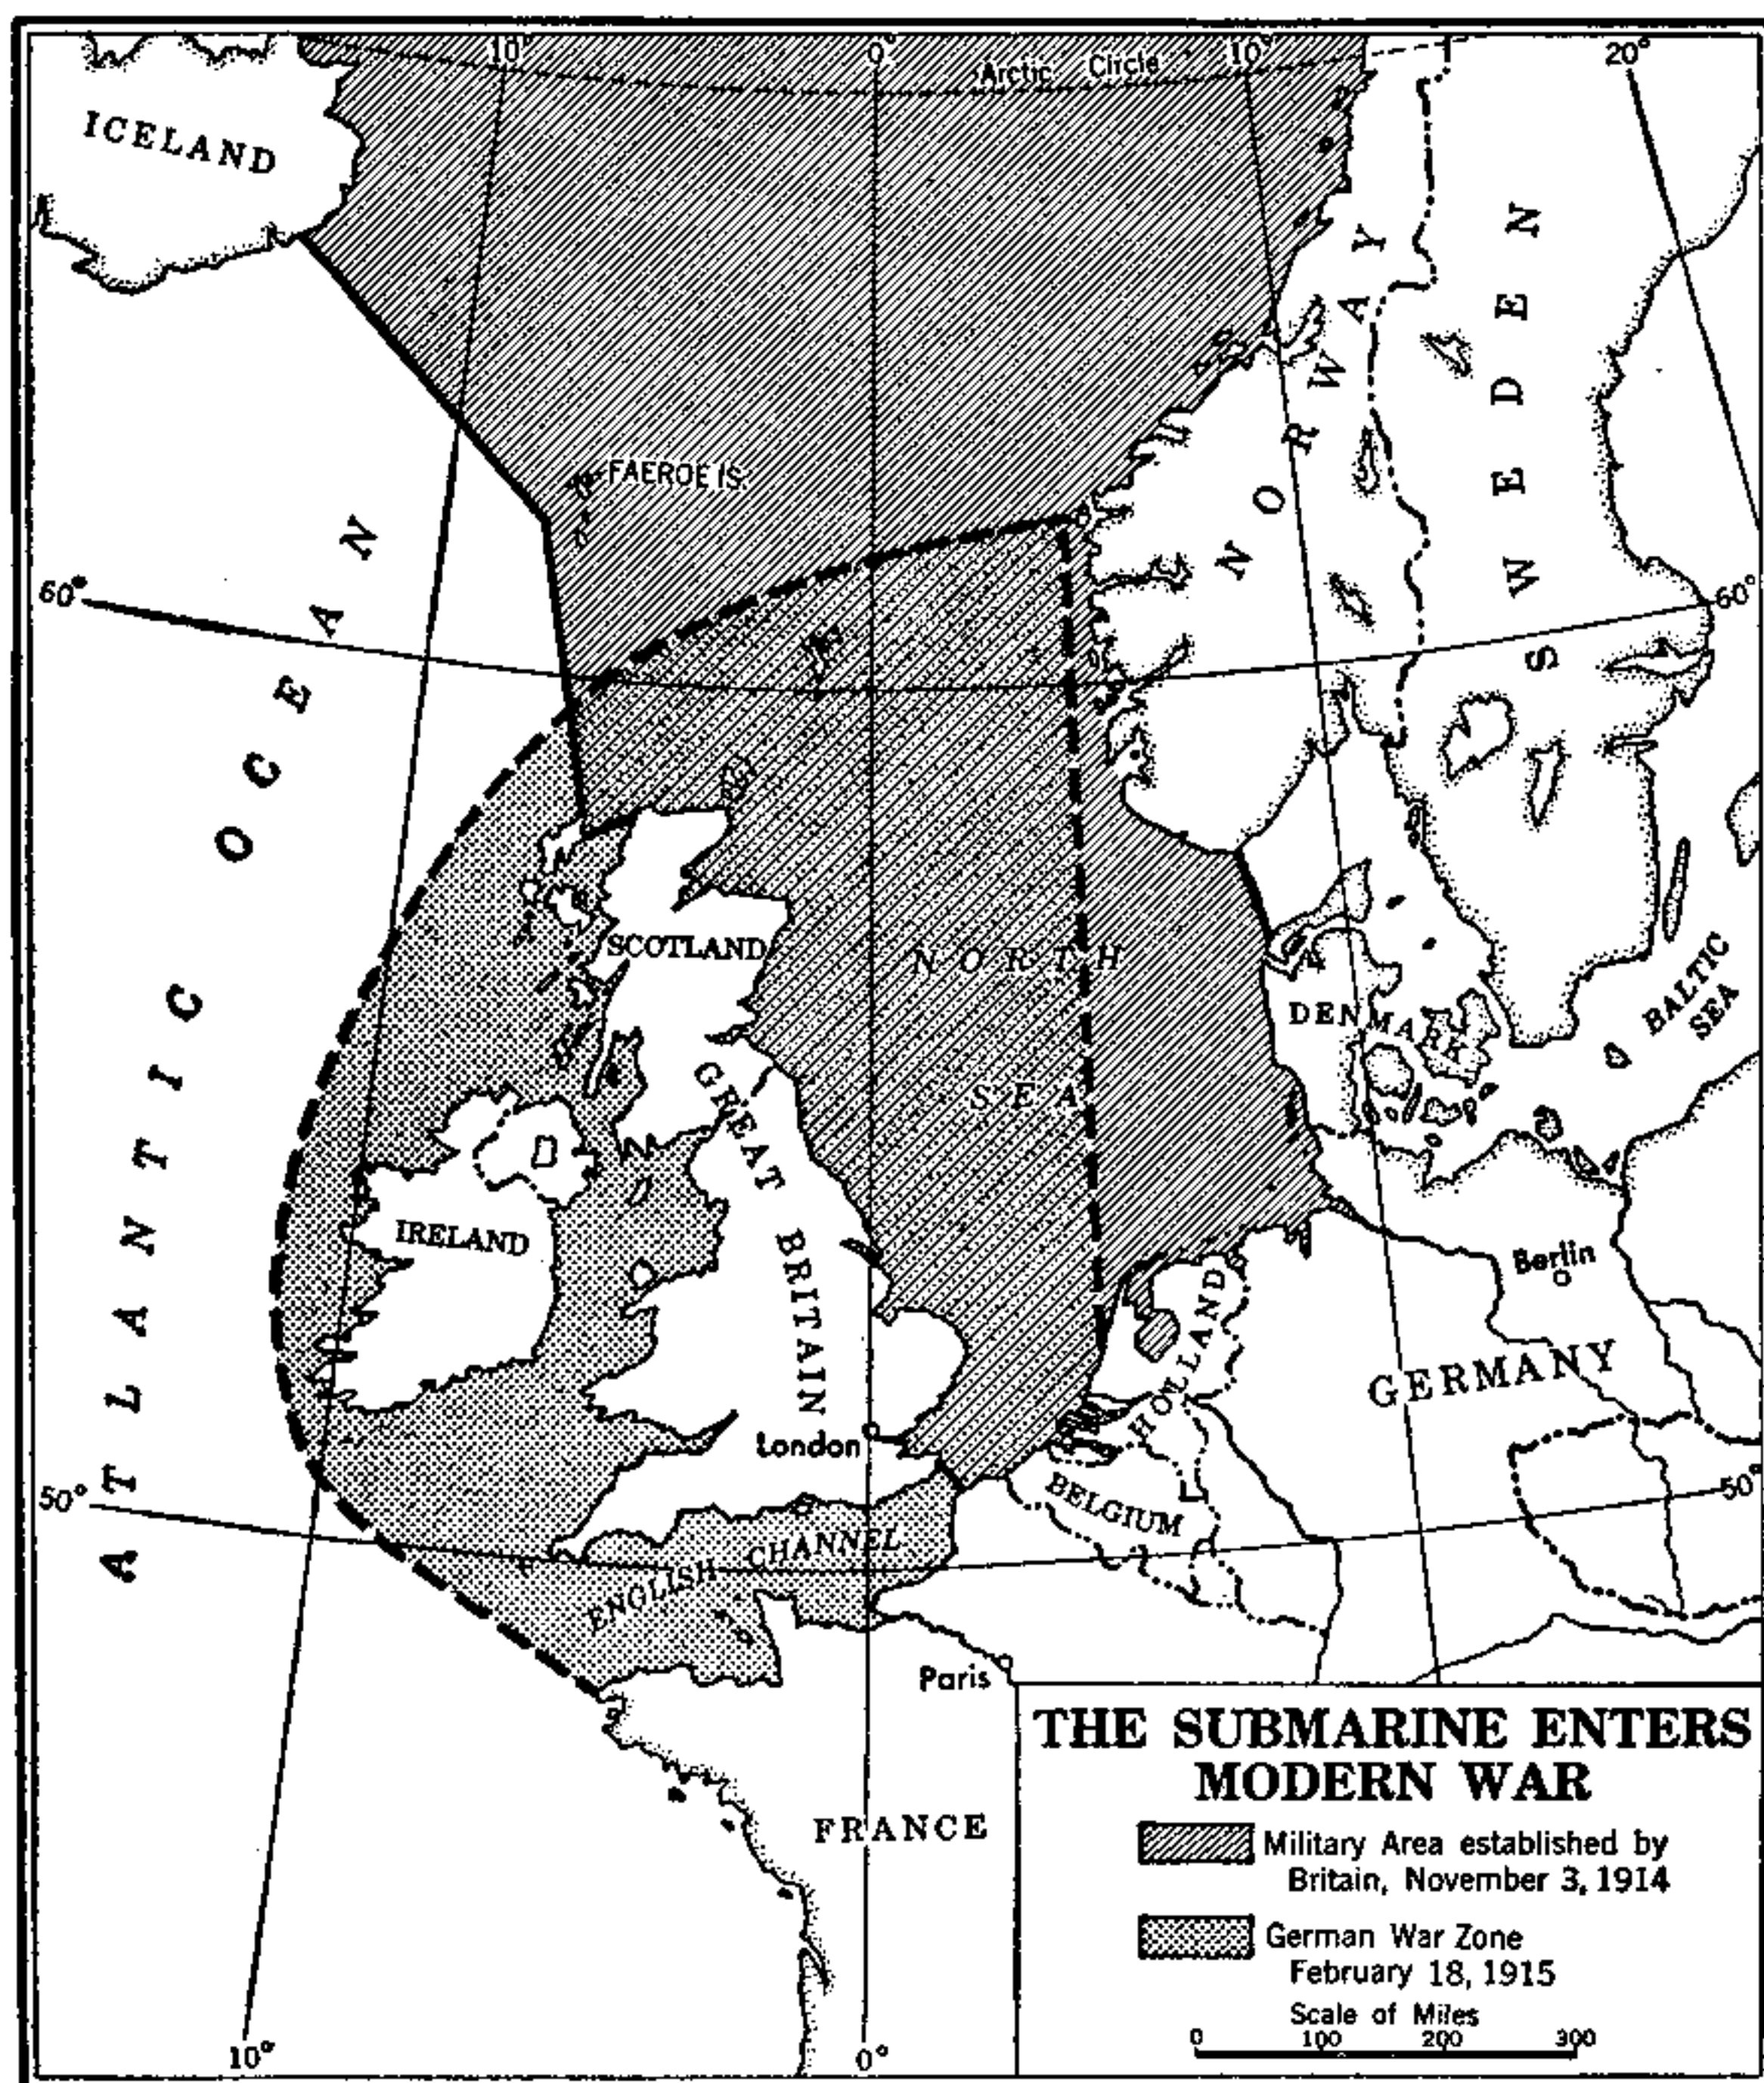 10° 0° 10° 20°
Arctic Circle
ICELAND
NORWAY
SWEDEN
FAEROE IS.
60° 60°
ATLANTIC OCEAN
SCOTLAND
NORTH
SEA
DENMARK
BALTIC
SEA
GREAT BRITAIN
IRELAND
Berlin
HOLLAND
GERMANY
London
BELGIUM
50° 50°
ENGLISH CHANNEL
Paris
FRANCE
THE SUBMARINE ENTERS
MODERN WAR
Military Area established by
Britain, November 3, 1914
German War Zone
February 18, 1915
Scale of Miles
0 100 200 300
10° 0°